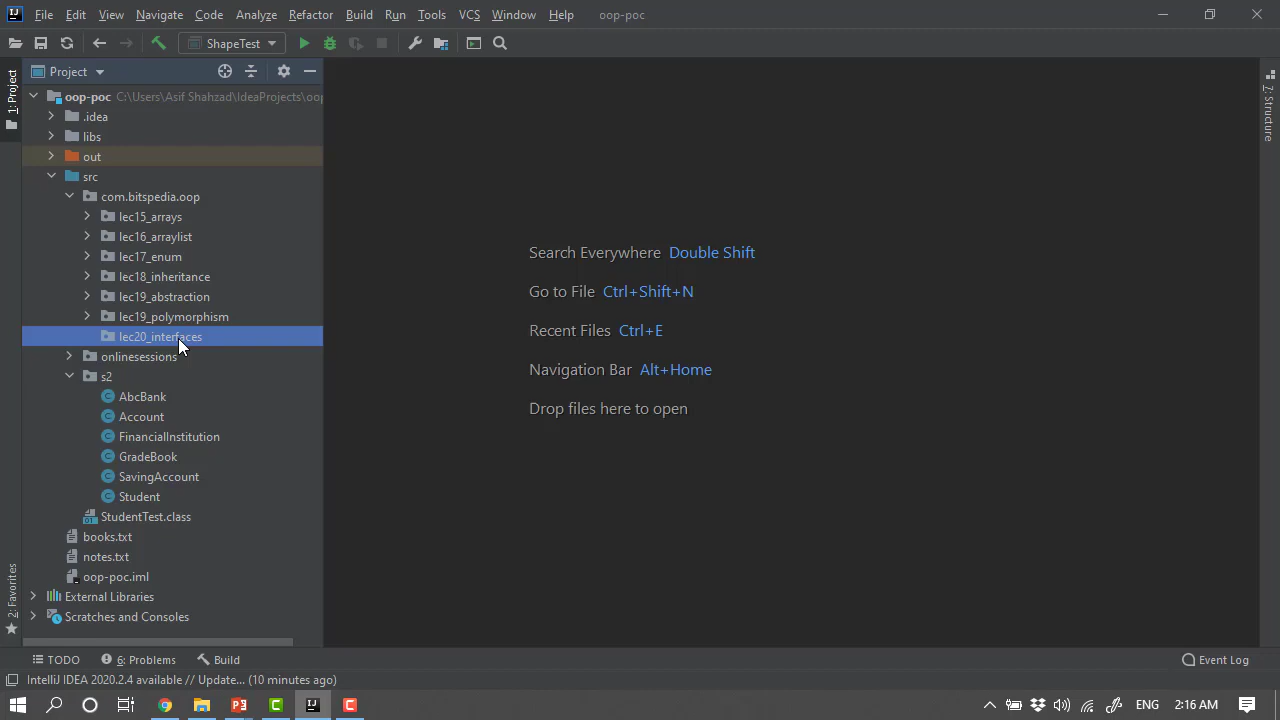 File Edit View Navigate Code Analyze Refactor Build Run Tools VCS Window Help oop-poc
ShapeTest
Project
1: Project
oop-poc C:\Users\Asif Shahzad\IdeaProjects\oop
.idea
libs
out
src
com.bitspedia.oop
lec15_arrays
lec16_arraylist
lec17_enum
lec18_inheritance
lec19_abstraction
lec19_polymorphism
lec20_interfaces
onlinesessions
s2
AbcBank
Account
FinancialInstitution
GradeBook
SavingAccount
Student
StudentTest.class
books.txt
notes.txt
oop-poc.iml
External Libraries
Scratches and Consoles
2: Favorites
Search Everywhere Double Shift
Go to File Ctrl+Shift+N
Recent Files Ctrl+E
Navigation Bar Alt+Home
Drop files here to open
7: Structure
TODO 6: Problems Build Event Log
IntelliJ IDEA 2020.2.4 available // Update... (10 minutes ago)
ENG 2:16 AM